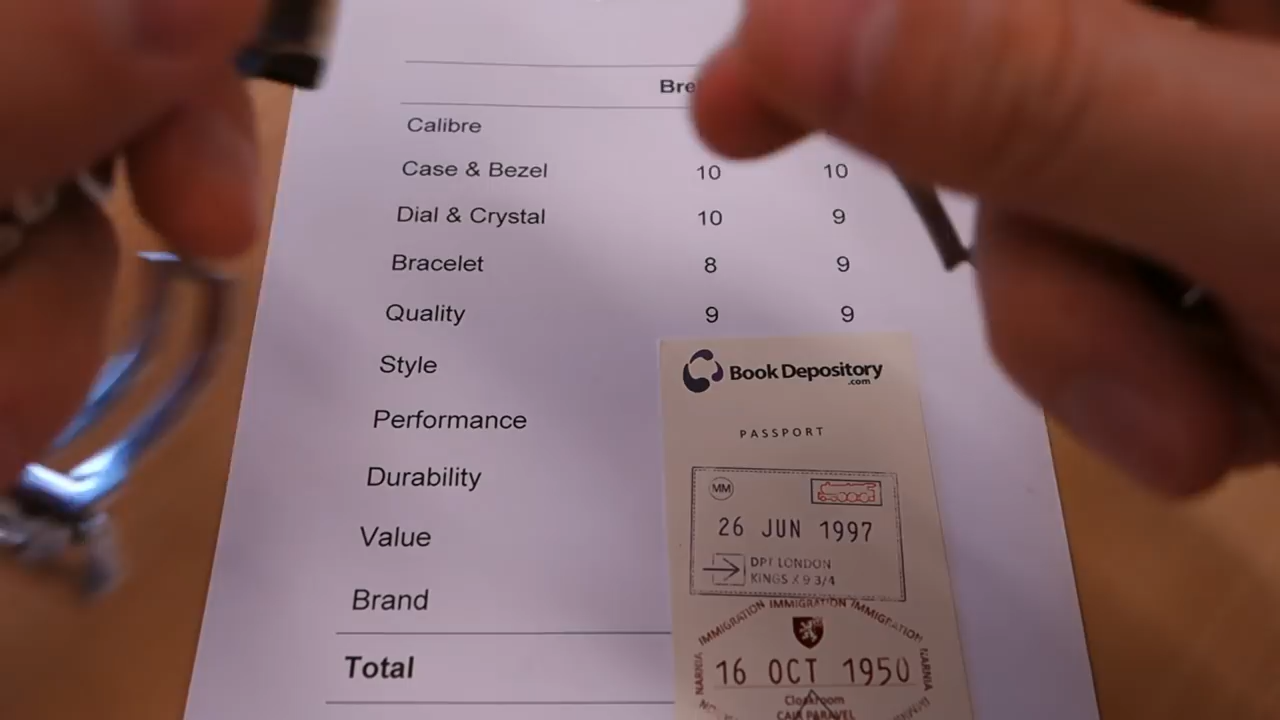 Bre
Calibre
Case & Bezel 10 10
Dial & Crystal 10 9
Bracelet 8 9
Quality 9 9
Style
Performance
Durability
Value
Brand
Total
Book Depository
.com
PASSPORT
MM
26 JUN 1997
DPT LONDON
KINGS X 9 3/4
IMMIGRATION IMMIGRATION IMMIGRATION
NARNIA
16 OCT 1950
NARNIA
Cloakroom
CAIR PARAVEL